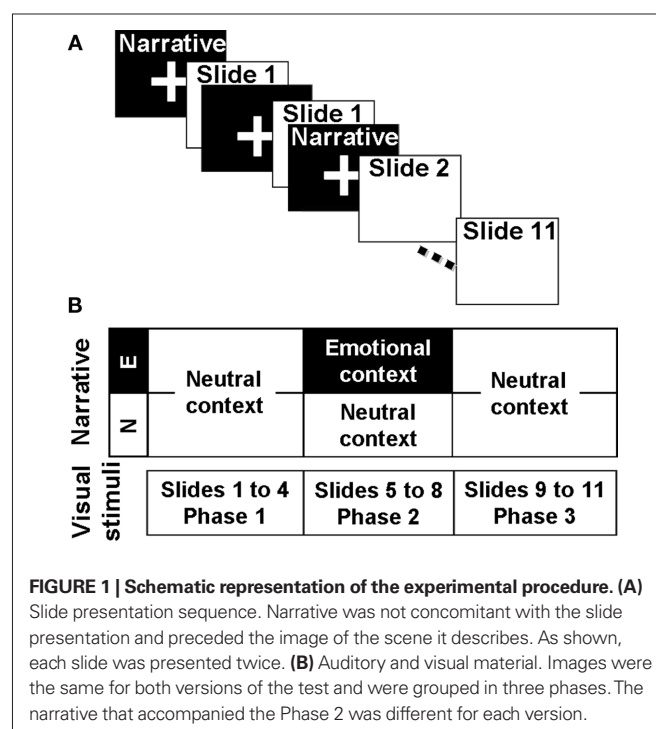 A
Narrative
Slide 1
Slide 1
Narrative
Slide 2
Slide 11
B
Narrative
E
N
Neutral
context
Emotional
context
Neutral
context
Neutral
context
Visual
stimuli
Slides 1 to 4
Phase 1
Slides 5 to 8
Phase 2
Slides 9 to 11
Phase 3
FIGURE 1 | Schematic representation of the experimental procedure. (A)
Slide presentation sequence. Narrative was not concomitant with the slide
presentation and preceded the image of the scene it describes. As shown,
each slide was presented twice. (B) Auditory and visual material. Images were
the same for both versions of the test and were grouped in three phases. The
narrative that accompanied the Phase 2 was different for each version.